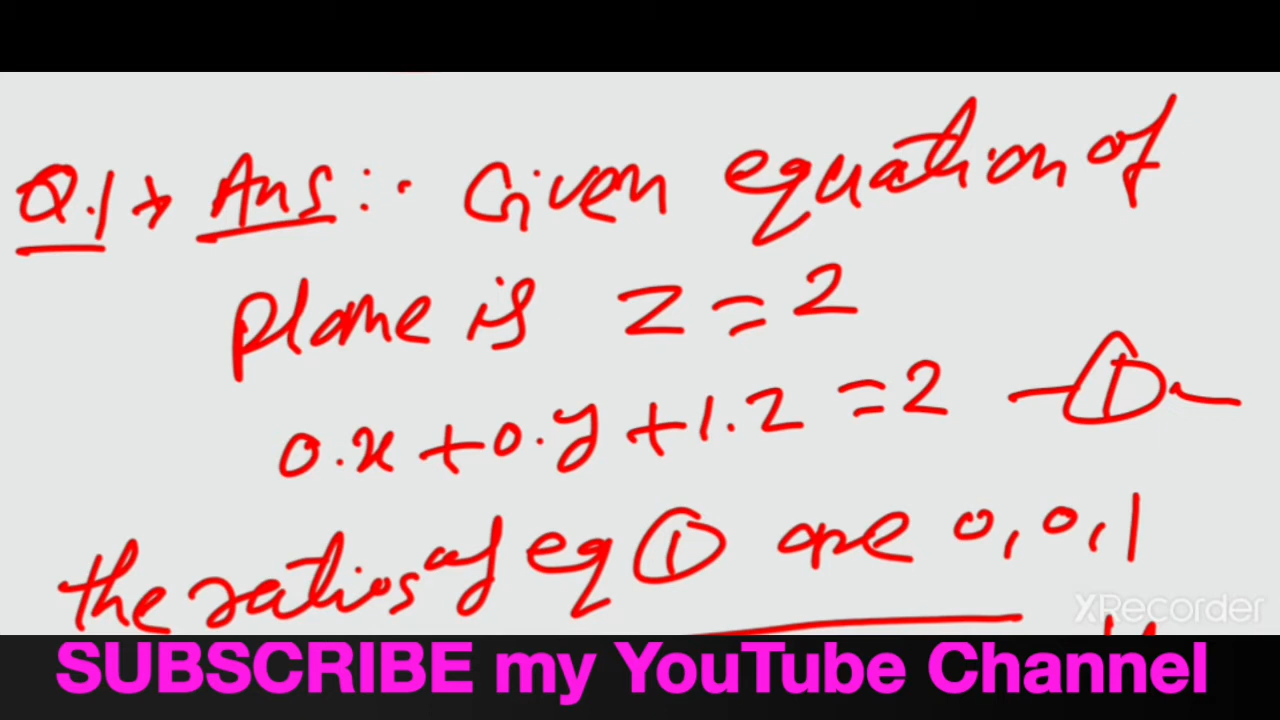 Q.1→ Ans:- Given equation of
plane is z = 2
0.x + 0.y + 1.z = 2 —①—
the ratios of eq ① are 0, 0, 1
XRecorder
SUBSCRIBE my YouTube Channel